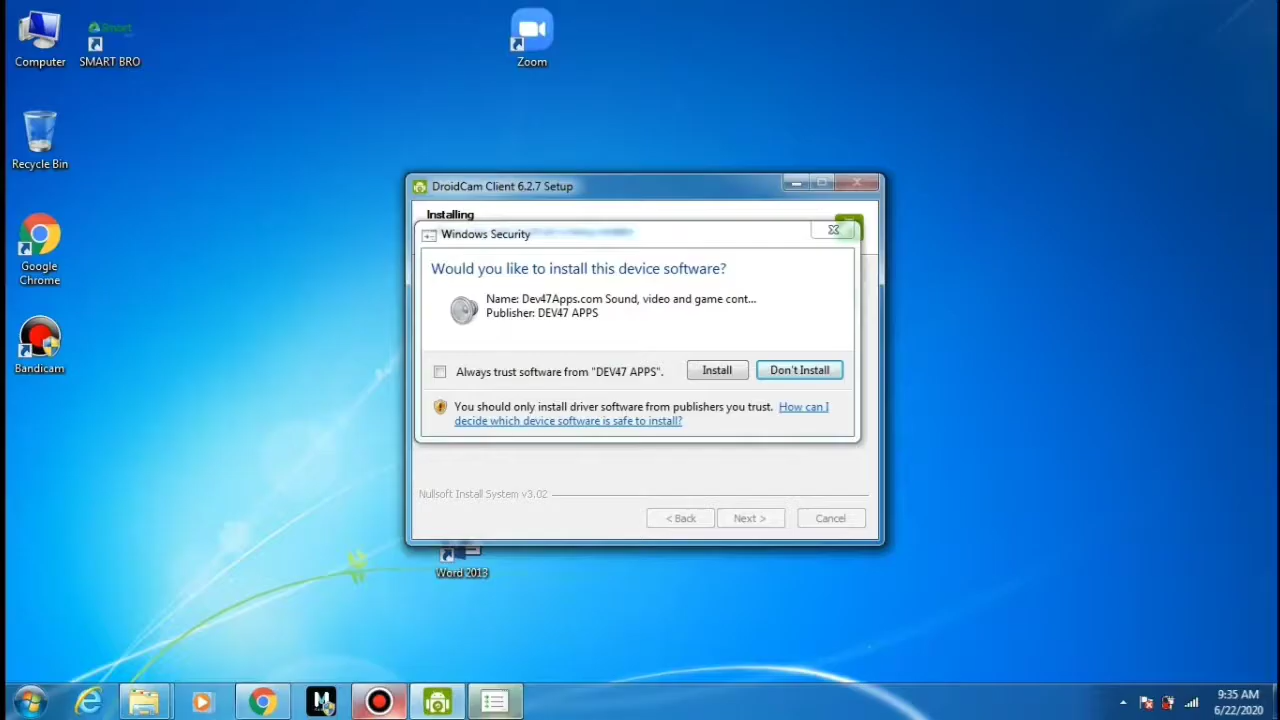 Computer
SMART BRO
Smart
Zoom
Recycle Bin
Google
Chrome
Bandicam
DroidCam Client 6.2.7 Setup
Installing
Windows Security
Would you like to install this device software?
Name: Dev47Apps.com Sound, video and game cont...
Publisher: DEV47 APPS
Always trust software from "DEV47 APPS".
Install
Don't Install
You should only install driver software from publishers you trust. How can I
decide which device software is safe to install?
Nullsoft Install System v3.02
< Back
Next >
Cancel
Word 2013
9:35 AM
6/22/2020